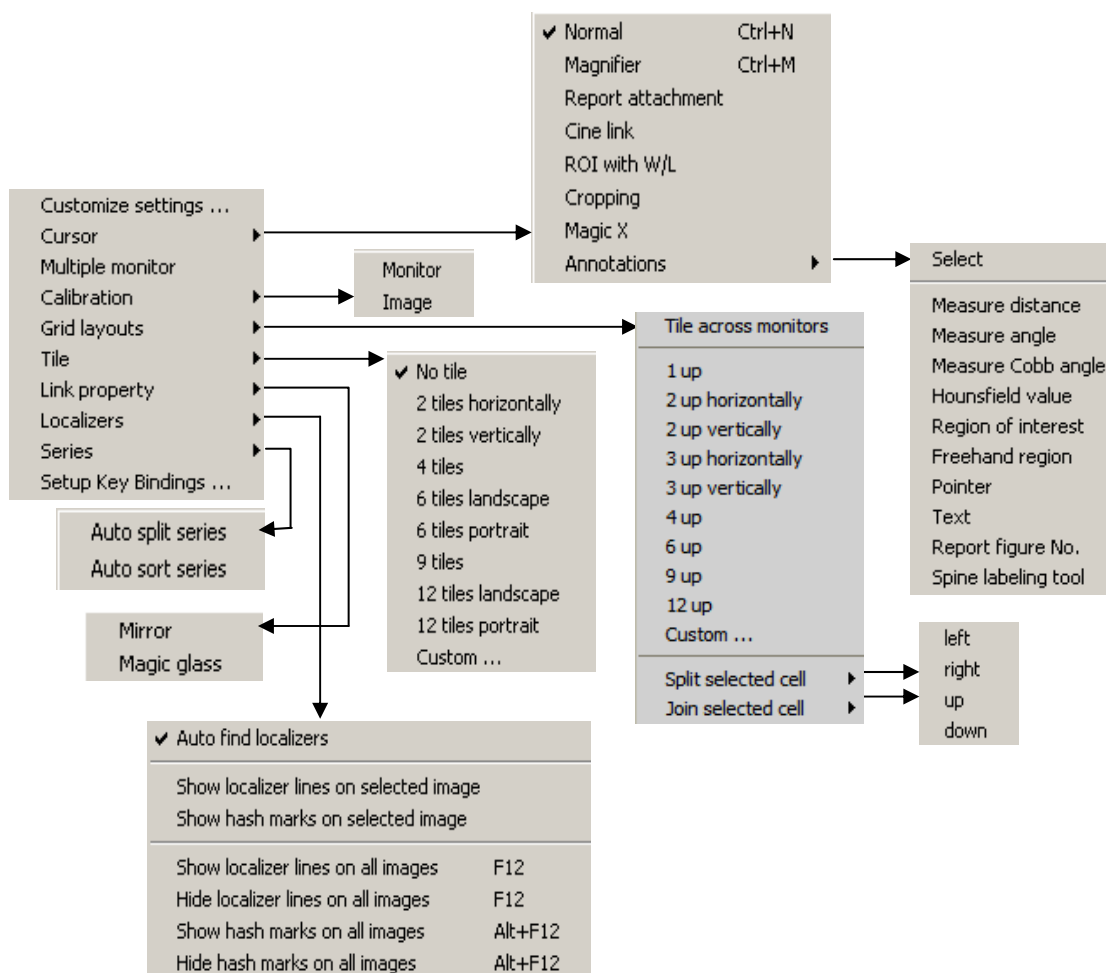 Normal Ctrl+N
Magnifier Ctrl+M
Report attachment
Cine link
ROI with W/L
Cropping
Magic X
Annotations
Customize settings ...
Cursor
Multiple monitor
Calibration
Grid layouts
Tile
Link property
Localizers
Series
Setup Key Bindings ...
Monitor
Image
Select
Measure distance
Measure angle
Measure Cobb angle
Hounsfield value
Region of interest
Freehand region
Pointer
Text
Report figure No.
Spine labeling tool
Tile across monitors
1 up
2 up horizontally
2 up vertically
3 up horizontally
3 up vertically
4 up
6 up
9 up
12 up
Custom ...
Split selected cell
Join selected cell
No tile
2 tiles horizontally
2 tiles vertically
4 tiles
6 tiles landscape
6 tiles portrait
9 tiles
12 tiles landscape
12 tiles portrait
Custom ...
Auto split series
Auto sort series
Mirror
Magic glass
left
right
up
down
Auto find localizers
Show localizer lines on selected image
Show hash marks on selected image
Show localizer lines on all images F12
Hide localizer lines on all images F12
Show hash marks on all images Alt+F12
Hide hash marks on all images Alt+F12